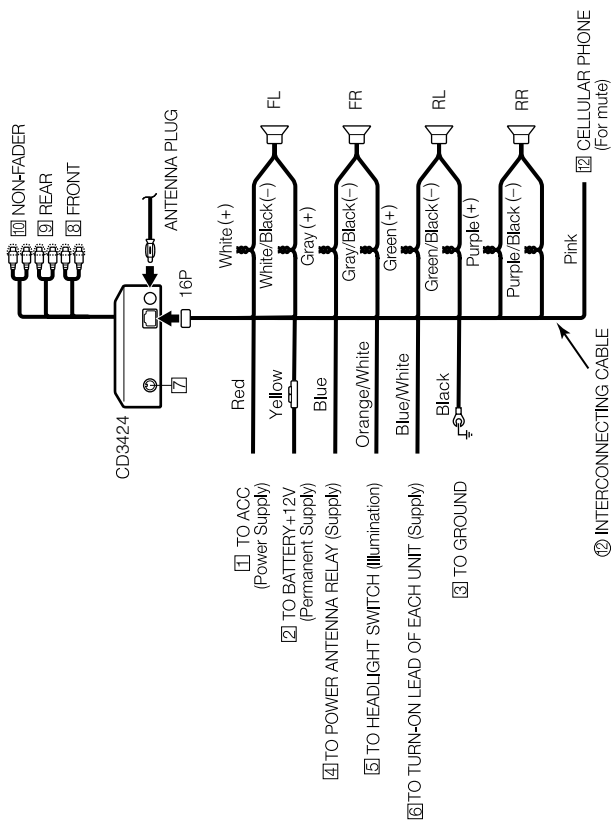 10 NON-FADER
9 REAR
8 FRONT
ANTENNA PLUG
CD3424
7
16P
Red
White (+)
White/Black (-)
FL
Yellow
Gray (+)
Gray/Black (-)
FR
Blue
Orange/White
Green (+)
Green/Black (-)
RL
Blue/White
Black
Purple (+)
Purple/Black (-)
RR
Pink
12 CELLULAR PHONE
(For mute)
1 TO ACC
(Power Supply)
2 TO BATTERY+12V
(Permanent Supply)
4 TO POWER ANTENNA RELAY (Supply)
5 TO HEADLIGHT SWITCH (Illumination)
6 TO TURN-ON LEAD OF EACH UNIT (Supply)
3 TO GROUND
⑫ INTERCONNECTING CABLE